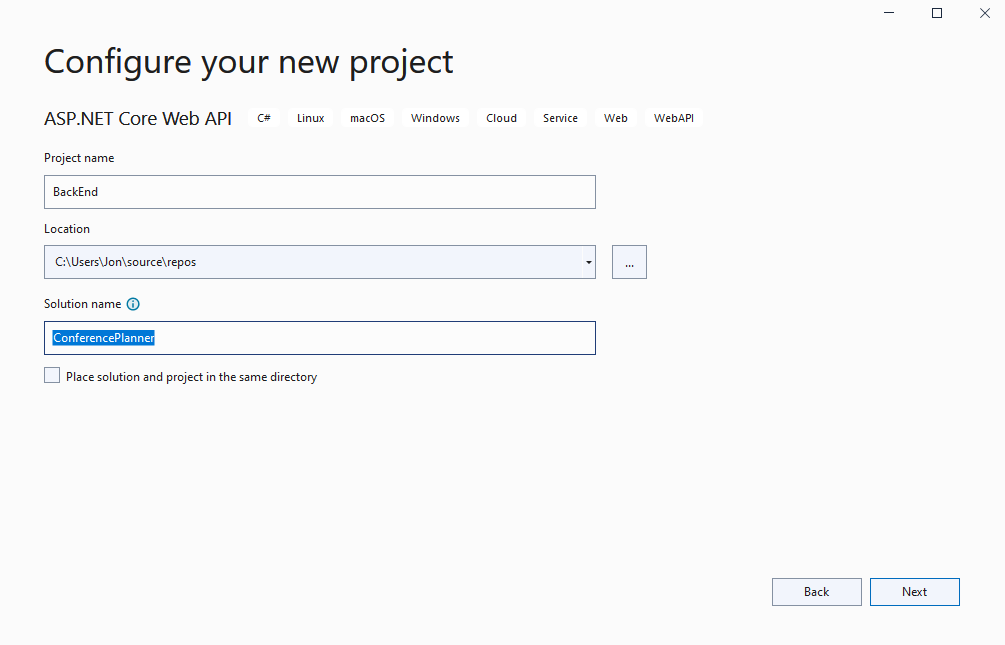 Configure your new project
ASP.NET Core Web API C# Linux macOS Windows Cloud Service Web WebAPI
Project name
BackEnd
Location
C:\Users\Jon\source\repos
...
Solution name
ConferencePlanner
Place solution and project in the same directory
Back Next